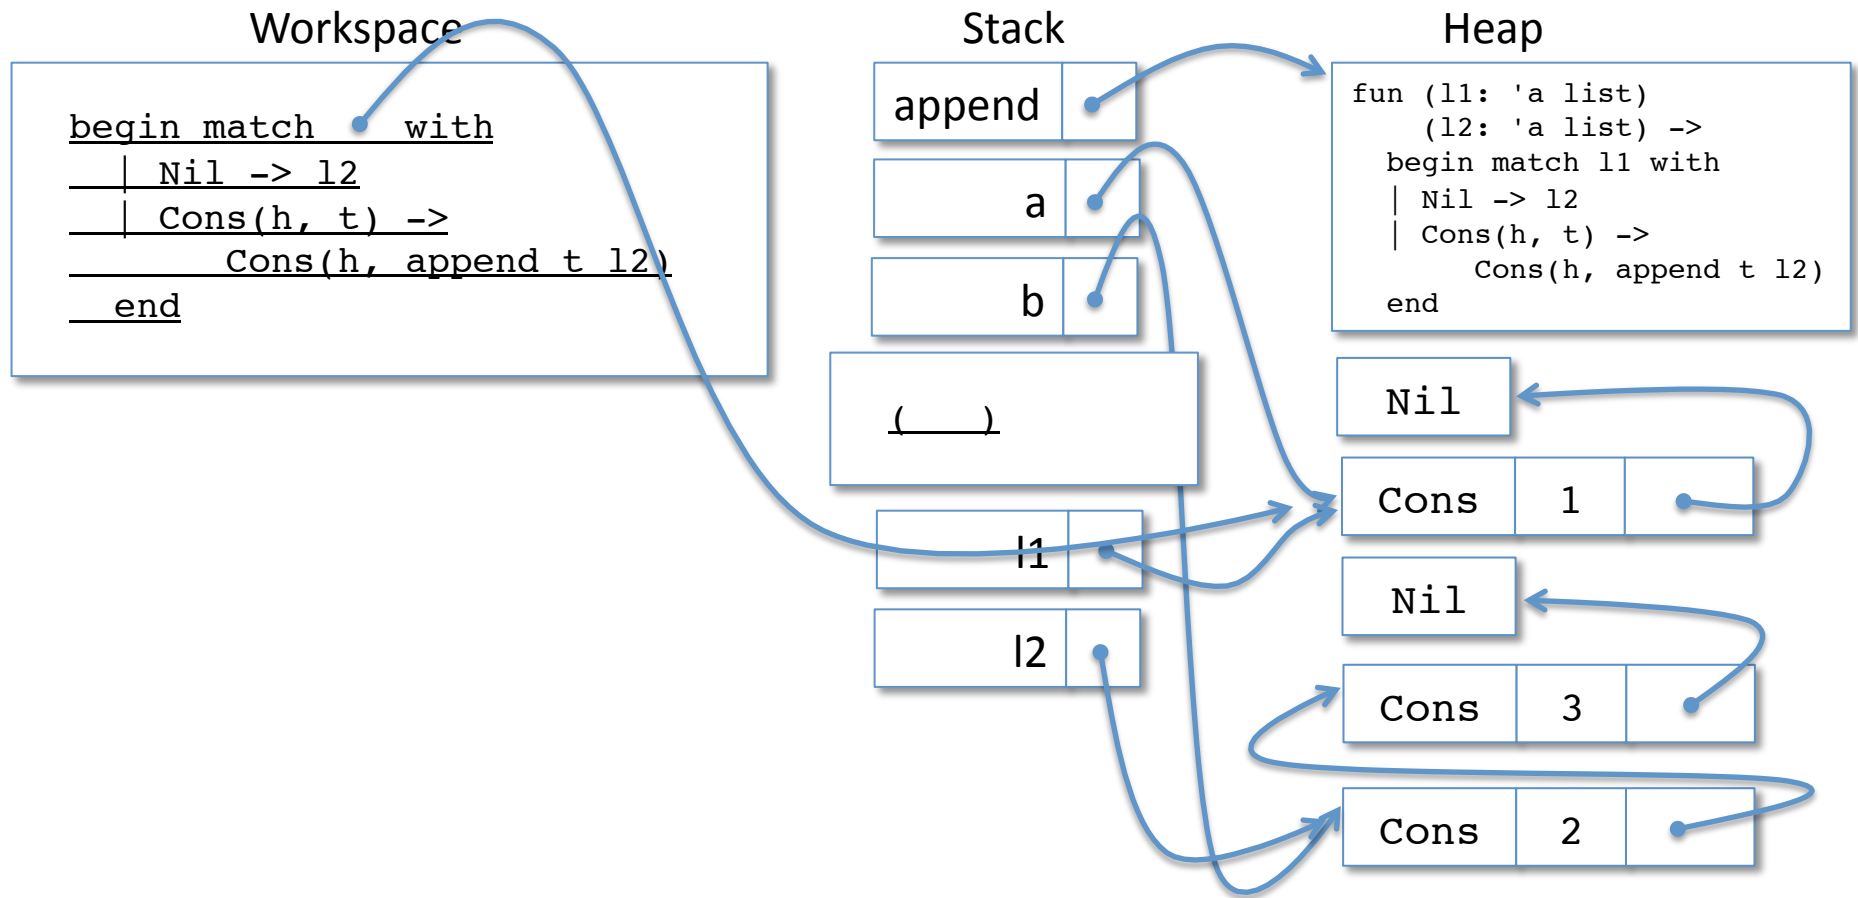 Workspace
begin match with
| Nil -> l2
| Cons(h, t) ->
Cons(h, append t l2)
end
Stack
append
a
b
( )
l1
l2
Heap
fun (l1: 'a list)
(l2: 'a list) ->
begin match l1 with
| Nil -> l2
| Cons(h, t) ->
Cons(h, append t l2)
end
Nil
Cons 1
Nil
Cons 3
Cons 2